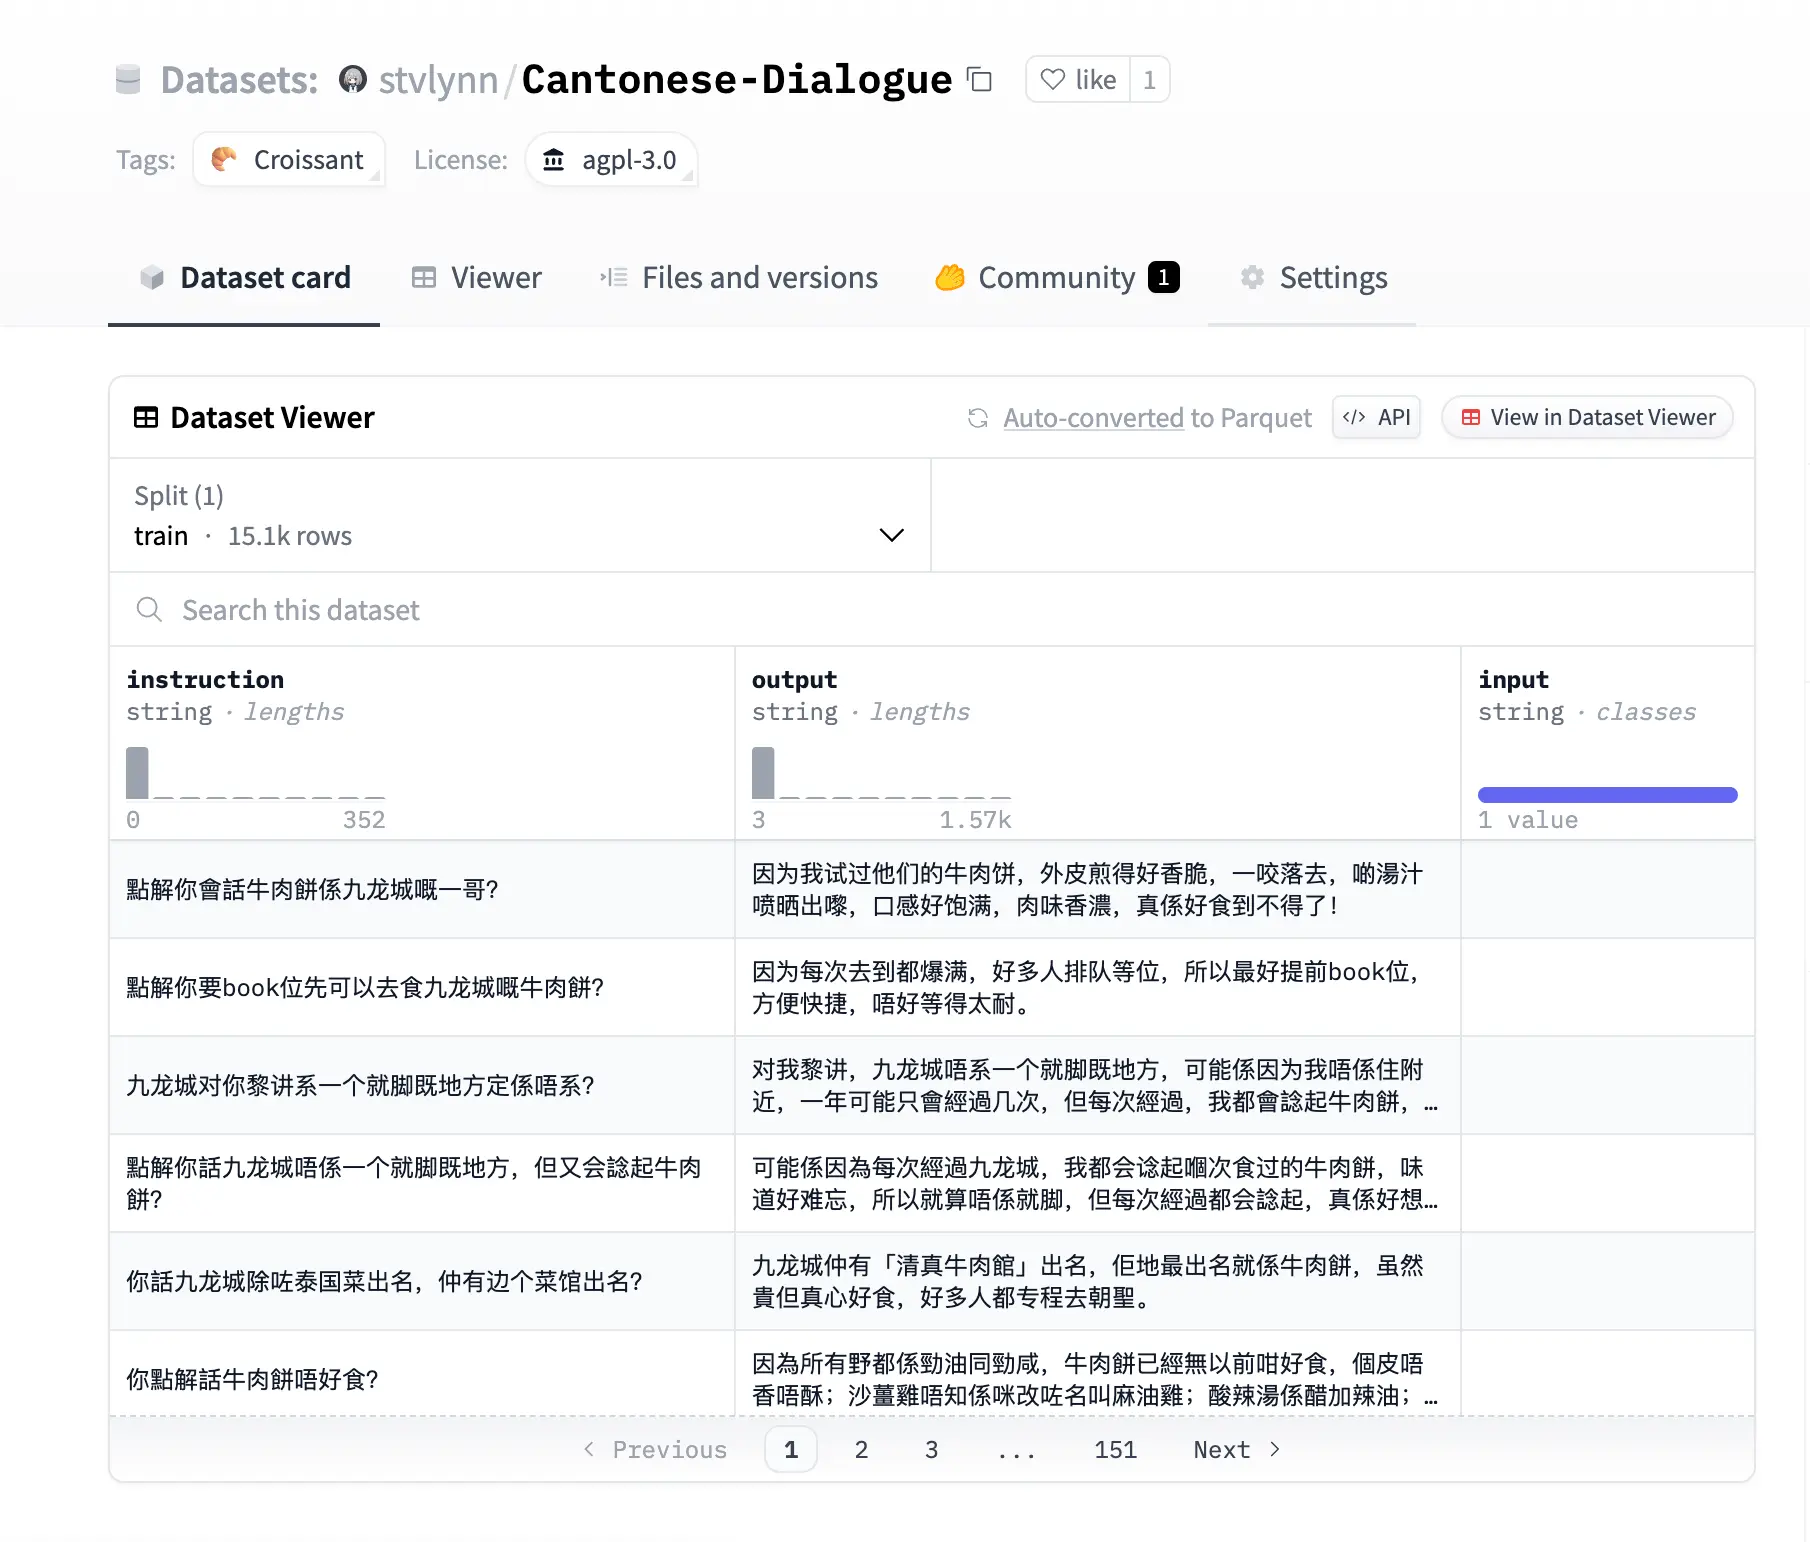 Datasets: stvlynn/Cantonese-Dialogue like 1
Tags: Croissant License: agpl-3.0
Dataset card Viewer Files and versions Community 1 Settings
Dataset Viewer Auto-converted to Parquet </> API View in Dataset Viewer
Split (1)
train · 15.1k rows
Search this dataset
instruction output input
string · lengths string · lengths string · classes
0 352 3 1.57k 1 value
點解你會話牛肉餅係九龙城嘅一哥？
因为我试过他们的牛肉饼，外皮煎得好香脆，一咬落去，啲湯汁
喷晒出嚟，口感好饱满，肉味香濃，真係好食到不得了！
點解你要book位先可以去食九龙城嘅牛肉餅？
因为每次去到都爆满，好多人排队等位，所以最好提前book位，
方便快捷，唔好等得太耐。
九龙城对你黎讲系一个就脚既地方定係唔系？
对我黎讲，九龙城唔系一个就脚既地方，可能係因为我唔係住附
近，一年可能只會經過几次，但每次經過，我都會諗起牛肉餅，…
點解你話九龙城唔係一个就脚既地方，但又会諗起牛肉
餅？
可能係因為每次經過九龙城，我都会谂起嗰次食过的牛肉餅，味
道好难忘，所以就算唔係就脚，但每次經過都会諗起，真係好想…
你話九龙城除咗泰国菜出名，仲有边个菜馆出名？
九龙城仲有「清真牛肉館」出名，佢地最出名就係牛肉餅，虽然
貴但真心好食，好多人都专程去朝聖。
你點解話牛肉餅唔好食？
因為所有野都係勁油同勁咸，牛肉餅已經無以前咁好食，個皮唔
香唔酥；沙薑雞唔知係咪改咗名叫麻油雞；酸辣湯係醋加辣油；…
Previous 1 2 3 ... 151 Next